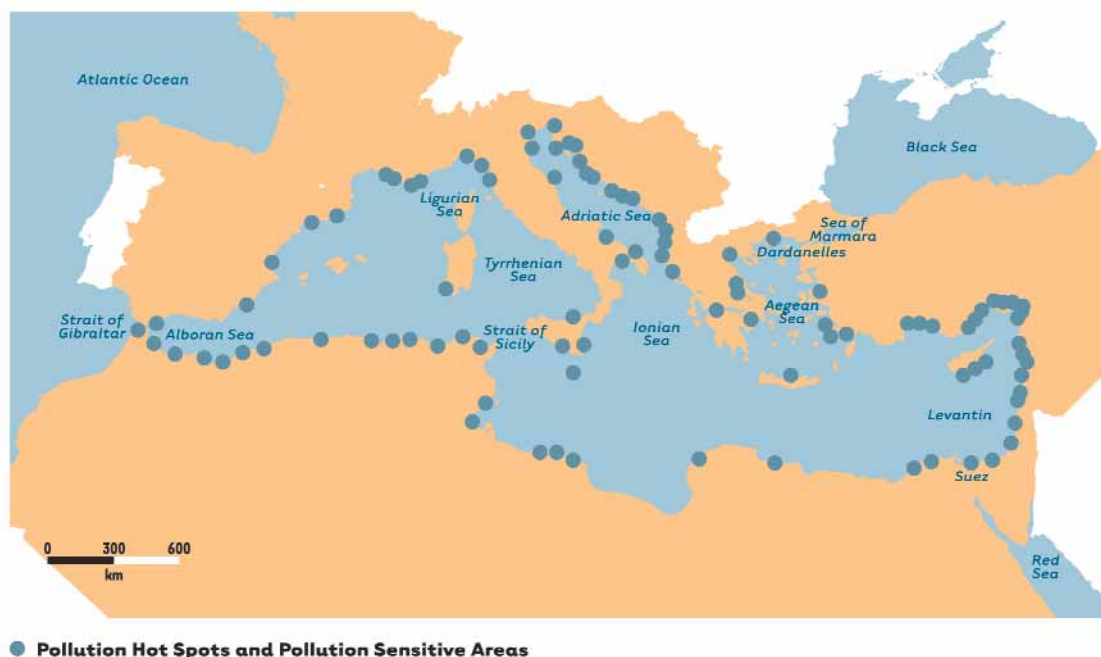 Atlantic Ocean
Black Sea
Ligurian
Sea
Adriatic Sea
Sea of
Marmara
Dardanelles
Tyrrhenian
Sea
Aegean
Sea
Strait of
Gibraltar
Alboran Sea
Strait of
Sicily
Ionian
Sea
Levantin
Suez
0 300 600
km
Red
Sea
Pollution Hot Spots and Pollution Sensitive Areas